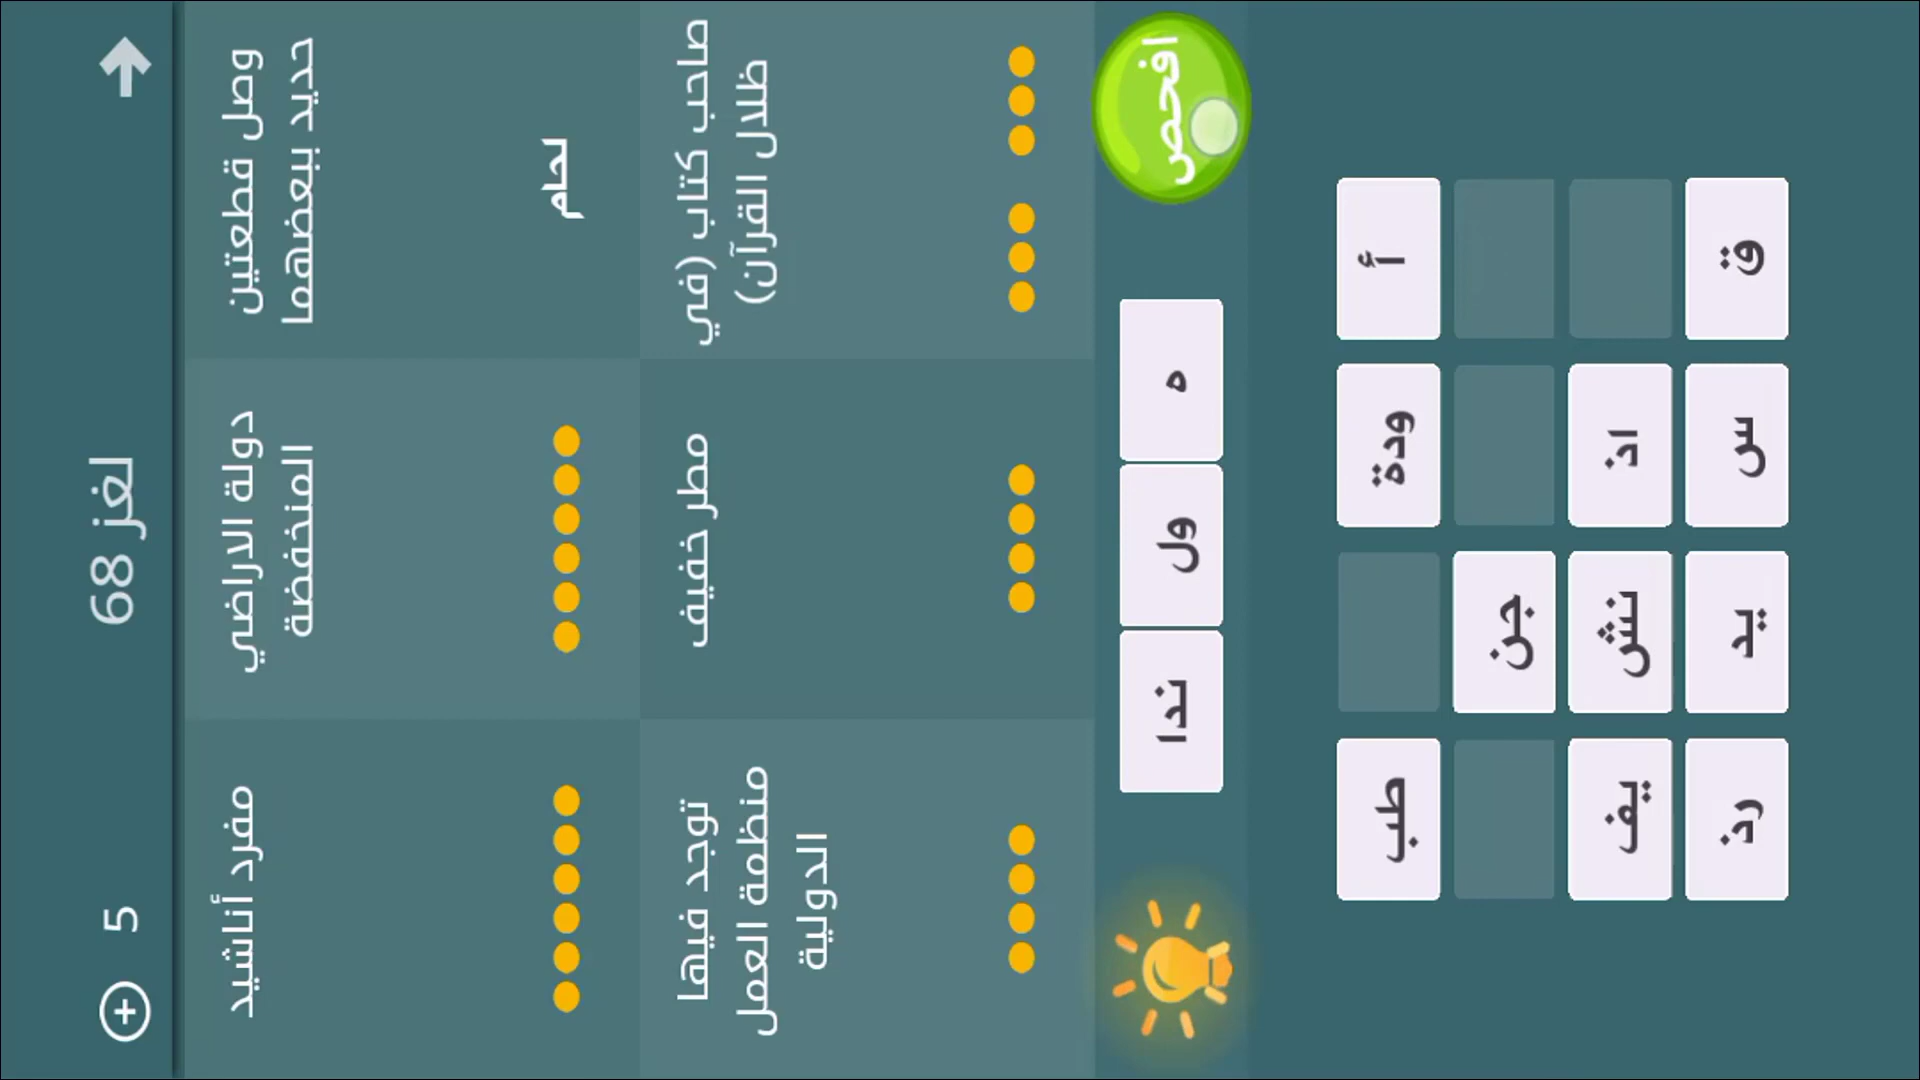 لغز 68
5
وصل قطعتين
حديد ببعضهما
لحام
دولة الاراضي
المنخفضة
مفرد أناشيد
صاحب كتاب (في
ظلال القرآن)
مطر خفيف
توجد فيها
منظمة العمل
الدولية
افحص
ه ول ندا
أ ودة طب
جن
اذ نش يف
ق س يد رذ